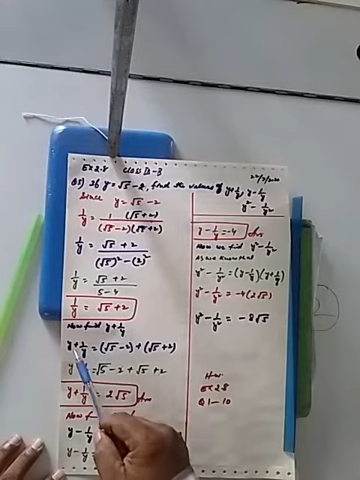 Ex 2.8 Class IX-B
Q5) If y = √5 - 2, find the values of y + 1/y, y - 1/y
y² - 1/y²
Since y = √5 - 2
1/y = 1 (√5 + 2) / (√5 - 2)(√5 + 2)
1/y = √5 + 2 / (√5)² - (2)²
1/y = √5 + 2 / 5 - 4
1/y = √5 + 2
Now find y + 1/y
y + 1/y = (√5 - 2) + (√5 + 2)
= √5 - 2 + √5 + 2
y + 1/y = 2√5 Ans
Now
y - 1/y
y - 1/y
y - 1/y = -4 Ans
Now we find y² - 1/y²
As we know that
y² - 1/y² = (y - 1/y)(y + 1/y)
y² - 1/y² = -4(2√5)
y² - 1/y² = -8√5
H.w:
Ex 2.8
Q 1 - 10